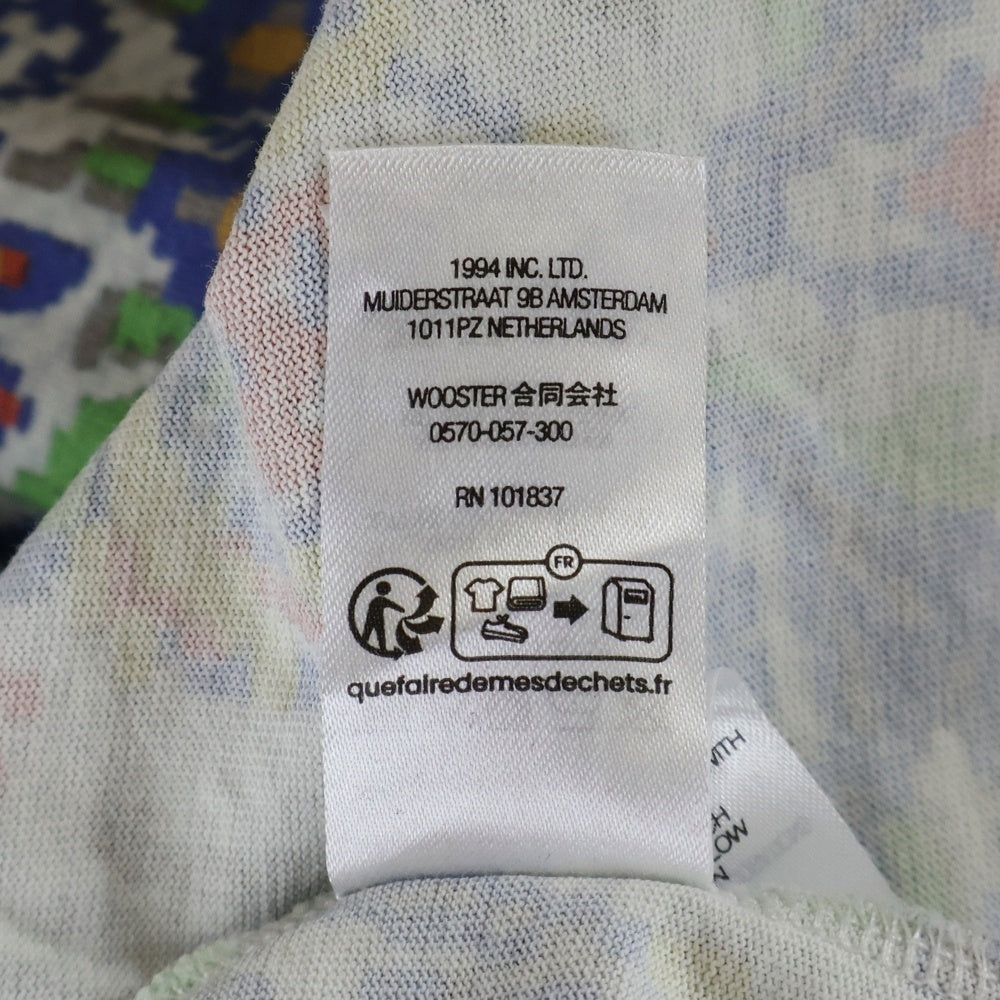 1994 INC. LTD.
MUIDERSTRAAT 9B AMSTERDAM
1011PZ NETHERLANDS
WOOSTER 合同会社
0570-057-300
RN 101837
FR
quefairedemesdechets.fr